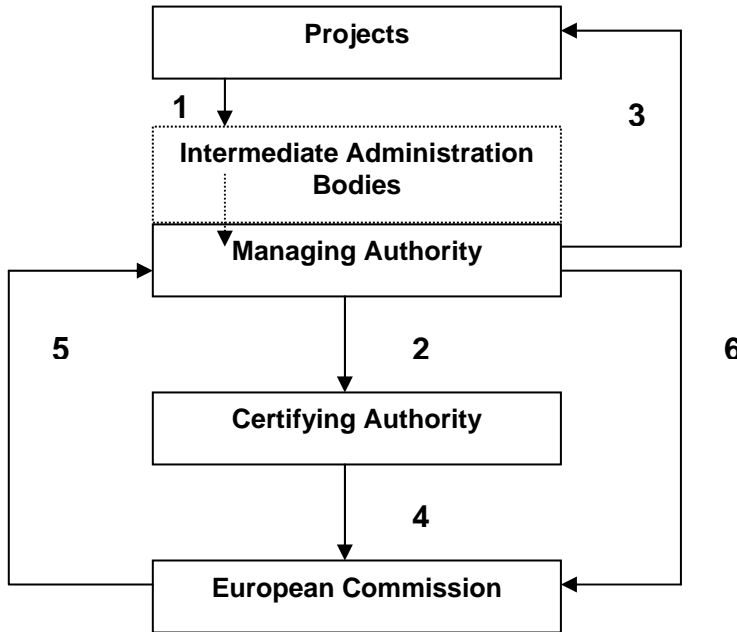 Projects
1
3
Intermediate Administration
Bodies
Managing Authority
5
2
6
Certifying Authority
4
European Commission